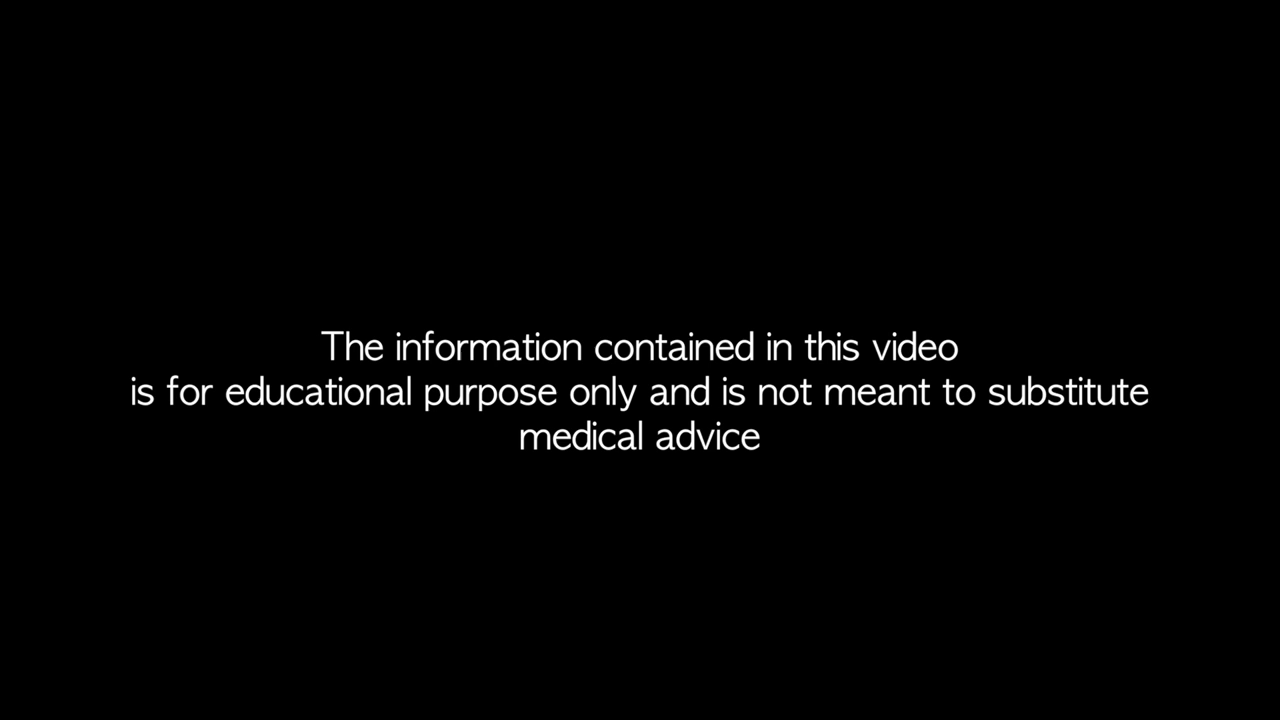 The information contained in this video
is for educational purpose only and is not meant to substitute
medical advice